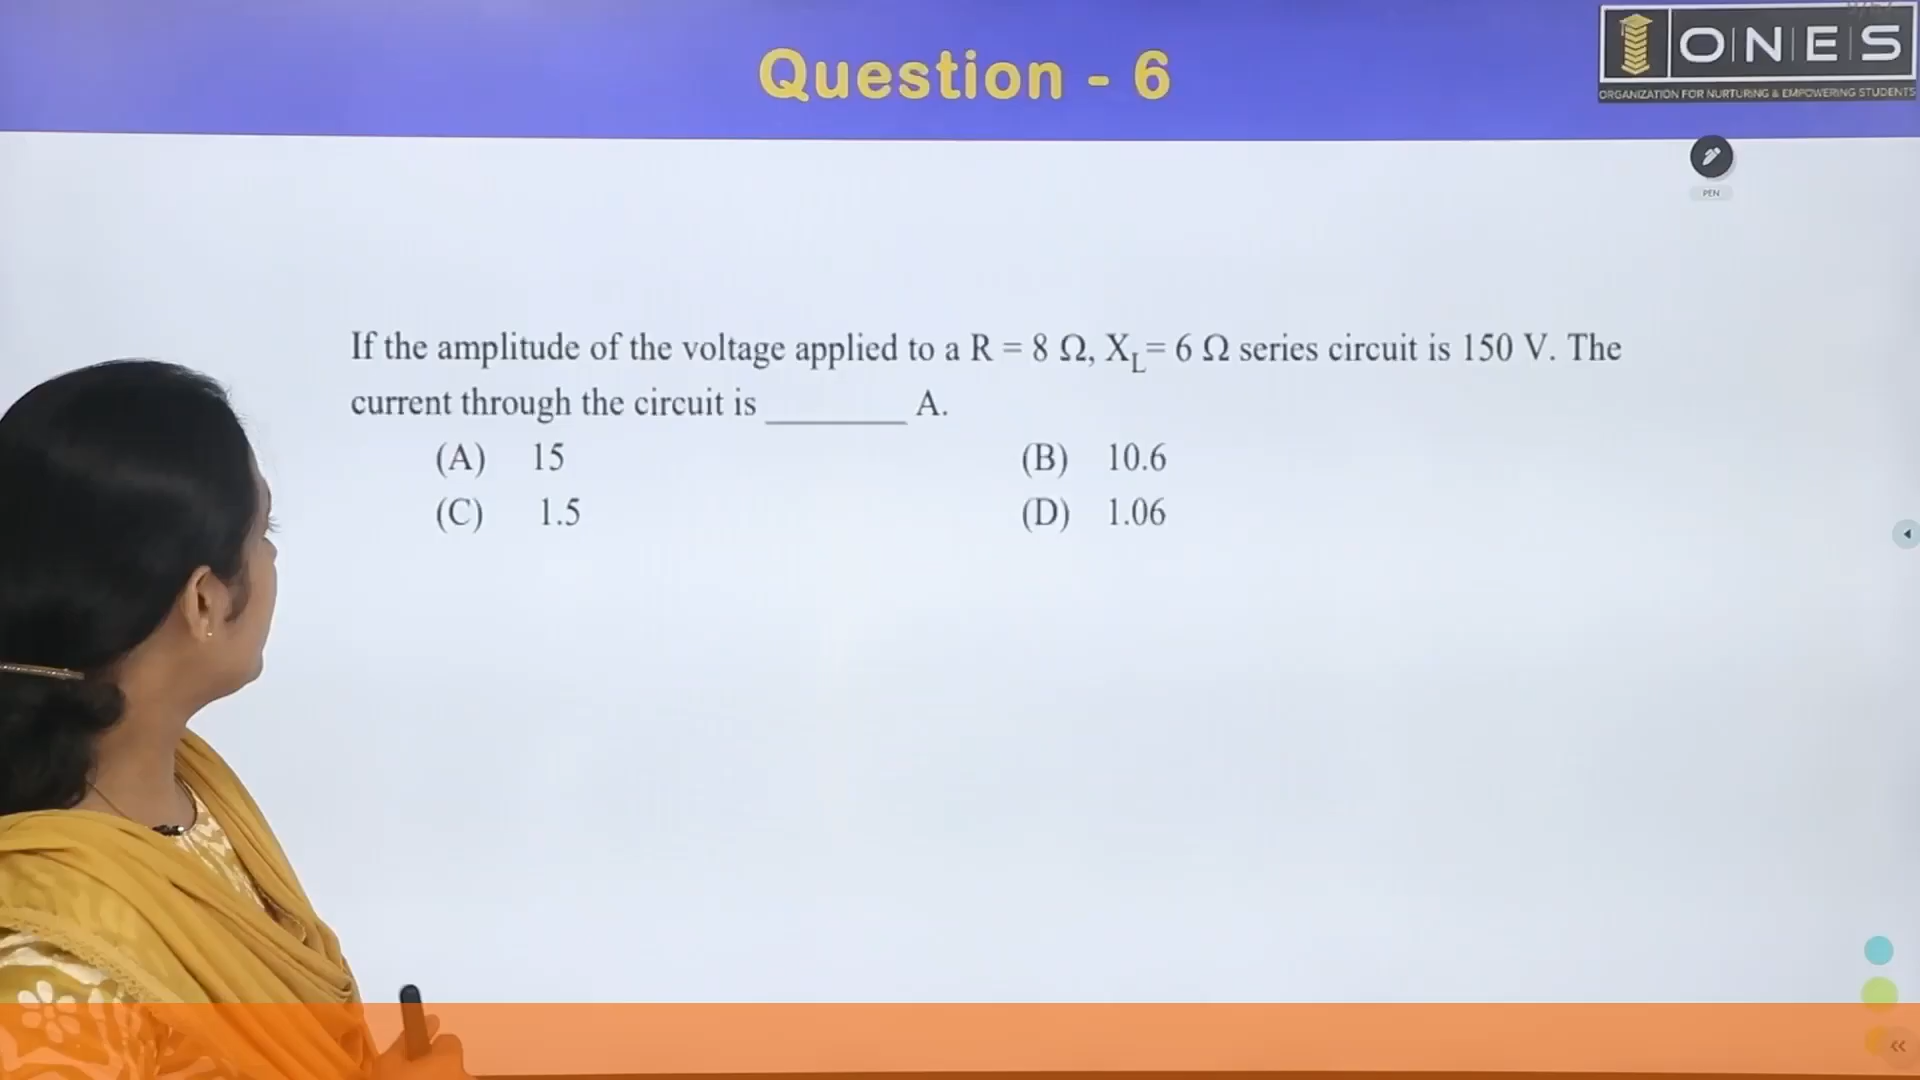 Question - 6
ONES
ORGANIZATION FOR NURTURING & EMPOWERING STUDENTS
PEN
If the amplitude of the voltage applied to a R = 8 Ω, X_L = 6 Ω series circuit is 150 V. The
current through the circuit is ________ A.
(A) 15 (B) 10.6
(C) 1.5 (D) 1.06